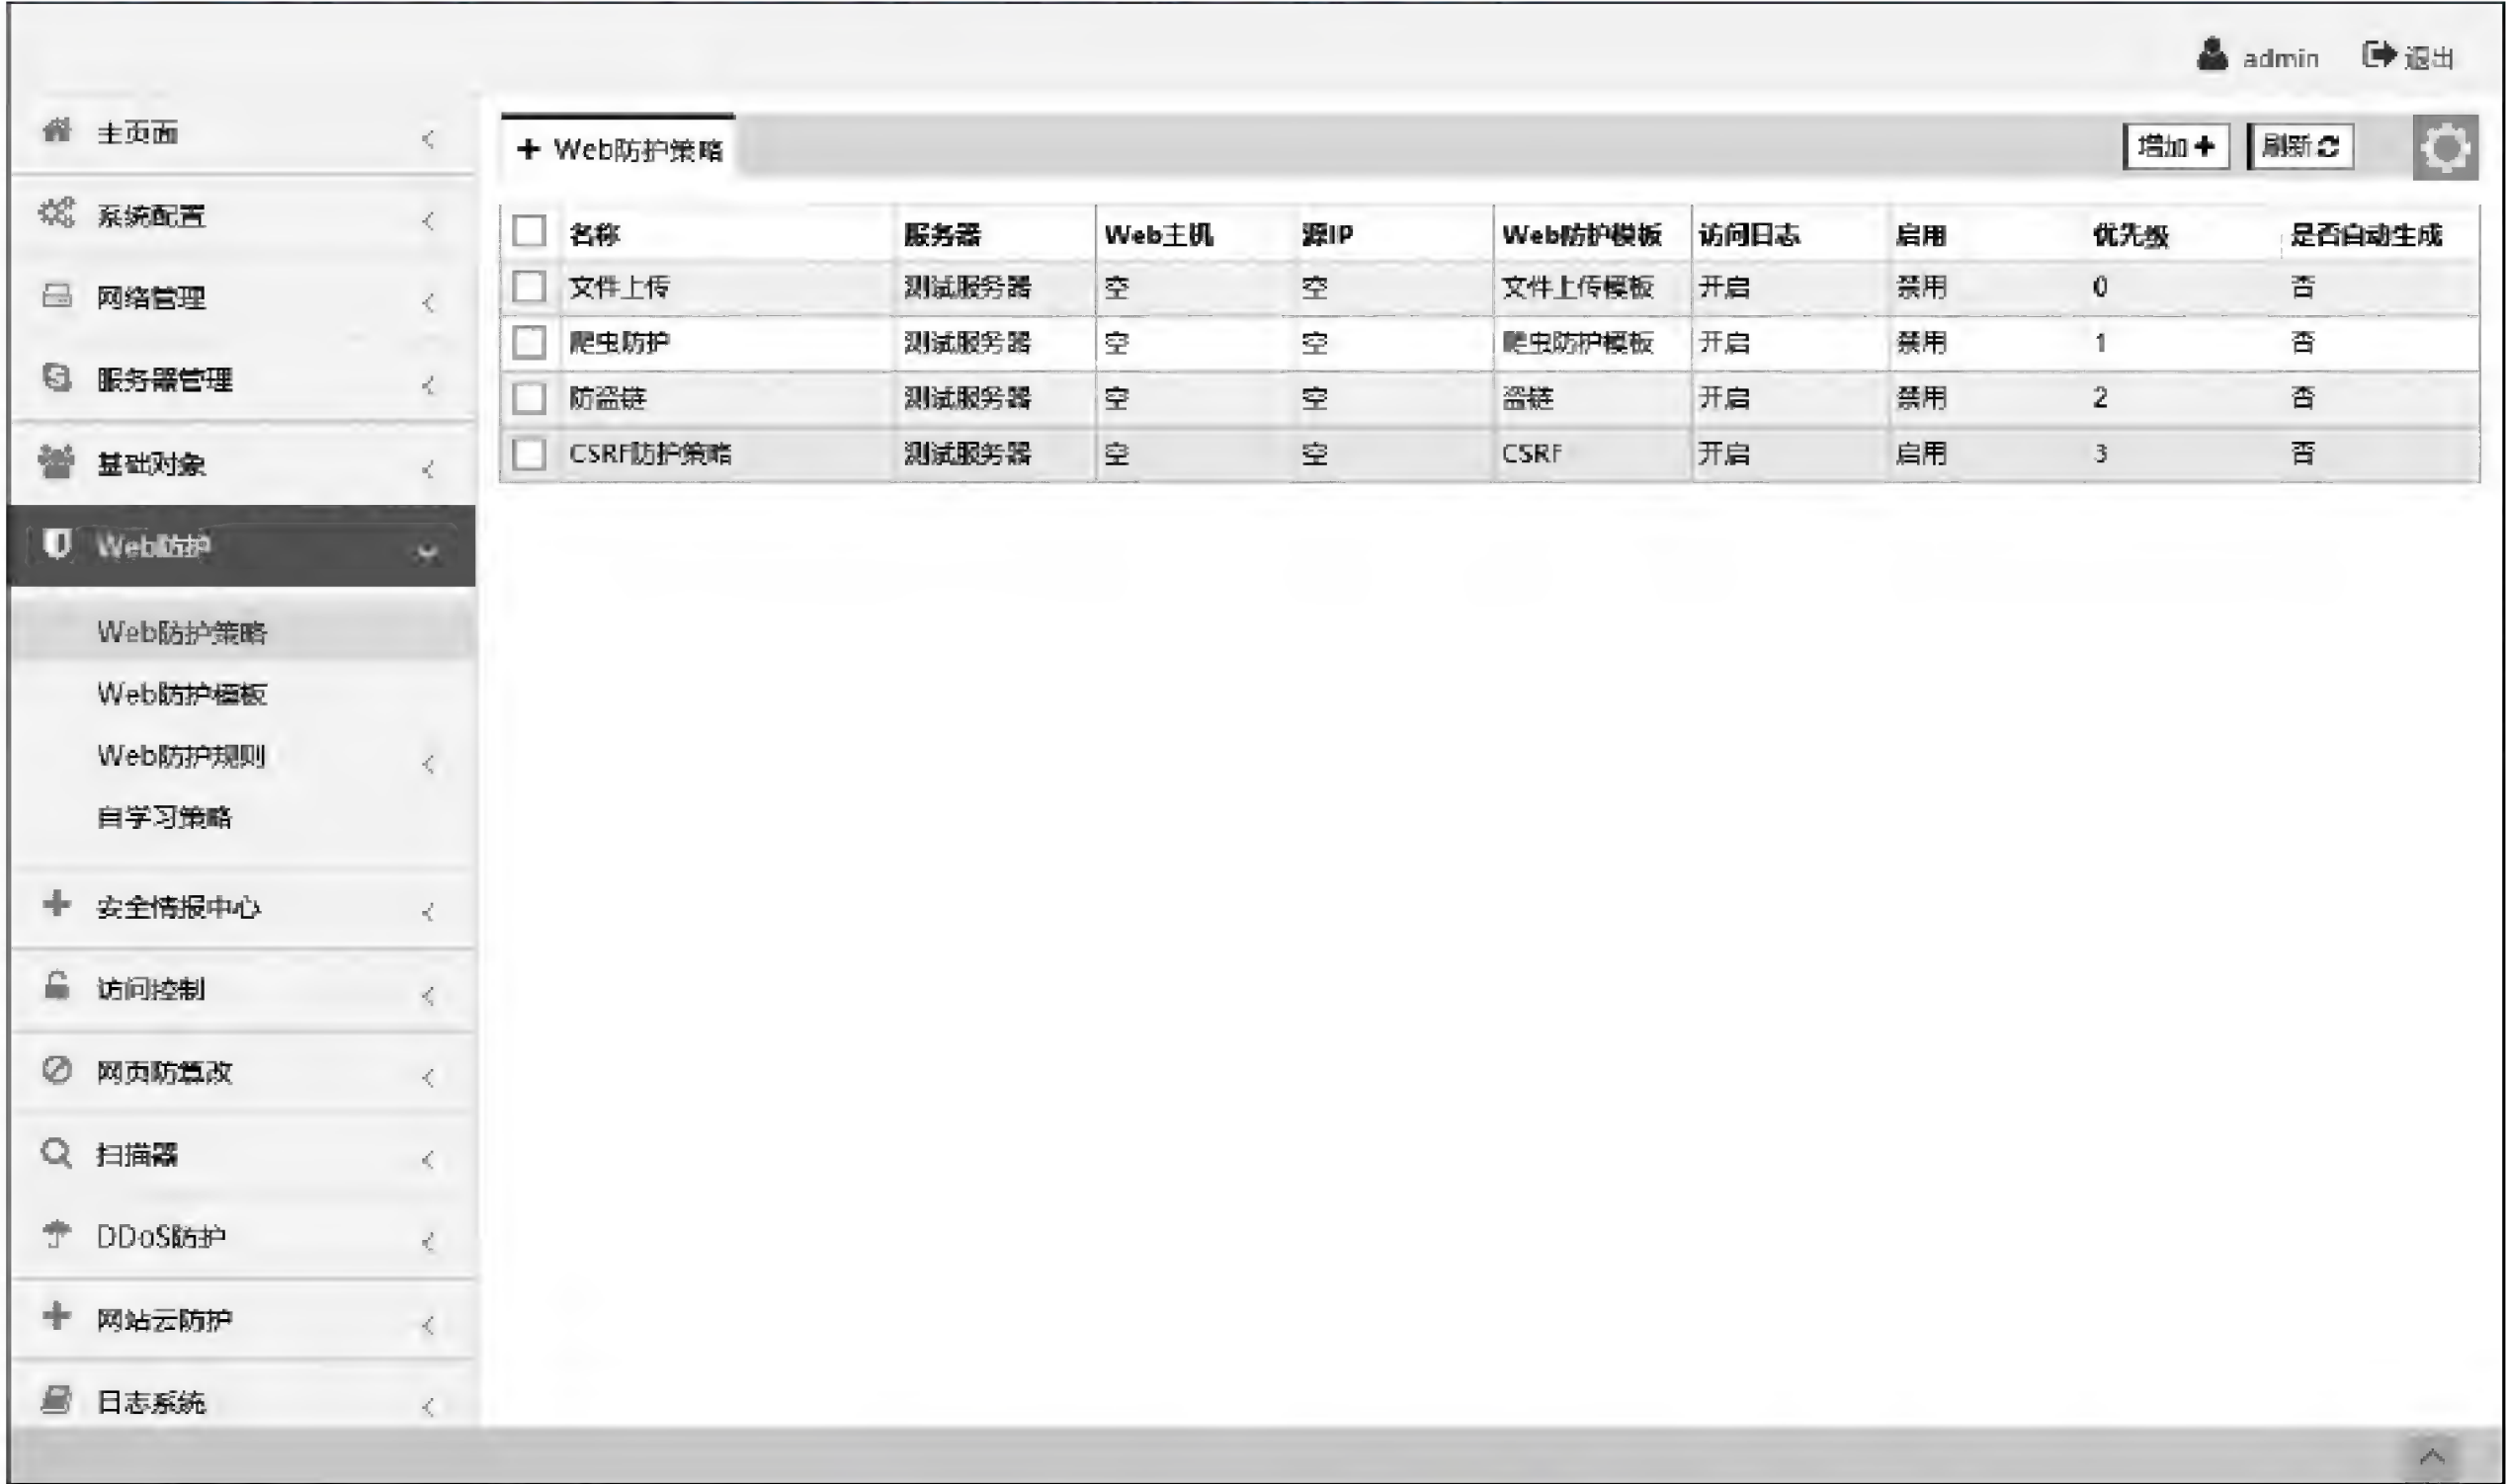 admin 退出
主页面
系统配置
网络管理
服务器管理
基础对象
Web防护
Web防护策略
Web防护模板
Web防护规则
自学习策略
安全情报中心
访问控制
网页防篡改
扫描器
DDoS防护
网站云防护
日志系统
Web防护策略 增加 刷新
名称 服务器 Web主机 源IP Web防护模板 访问日志 启用 优先级 是否自动生成
文件上传 测试服务器 空 空 文件上传模板 开启 禁用 0 否
爬虫防护 测试服务器 空 空 爬虫防护模板 开启 禁用 1 否
防盗链 测试服务器 空 空 盗链 开启 禁用 2 否
CSRF防护策略 测试服务器 空 空 CSRF 开启 启用 3 否